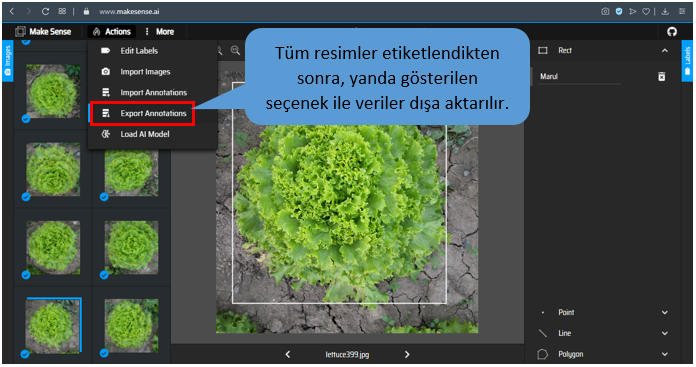 www.makesense.ai
Make Sense
Actions
More
Images
Edit Labels
Import Images
Import Annotations
Export Annotations
Load AI Model
Tüm resimler etiketlendikten
sonra, yanda gösterilen
seçenek ile veriler dışa aktarılır.
Rect
Labels
Marul
Point
Line
Polygon
lettuce399.jpg